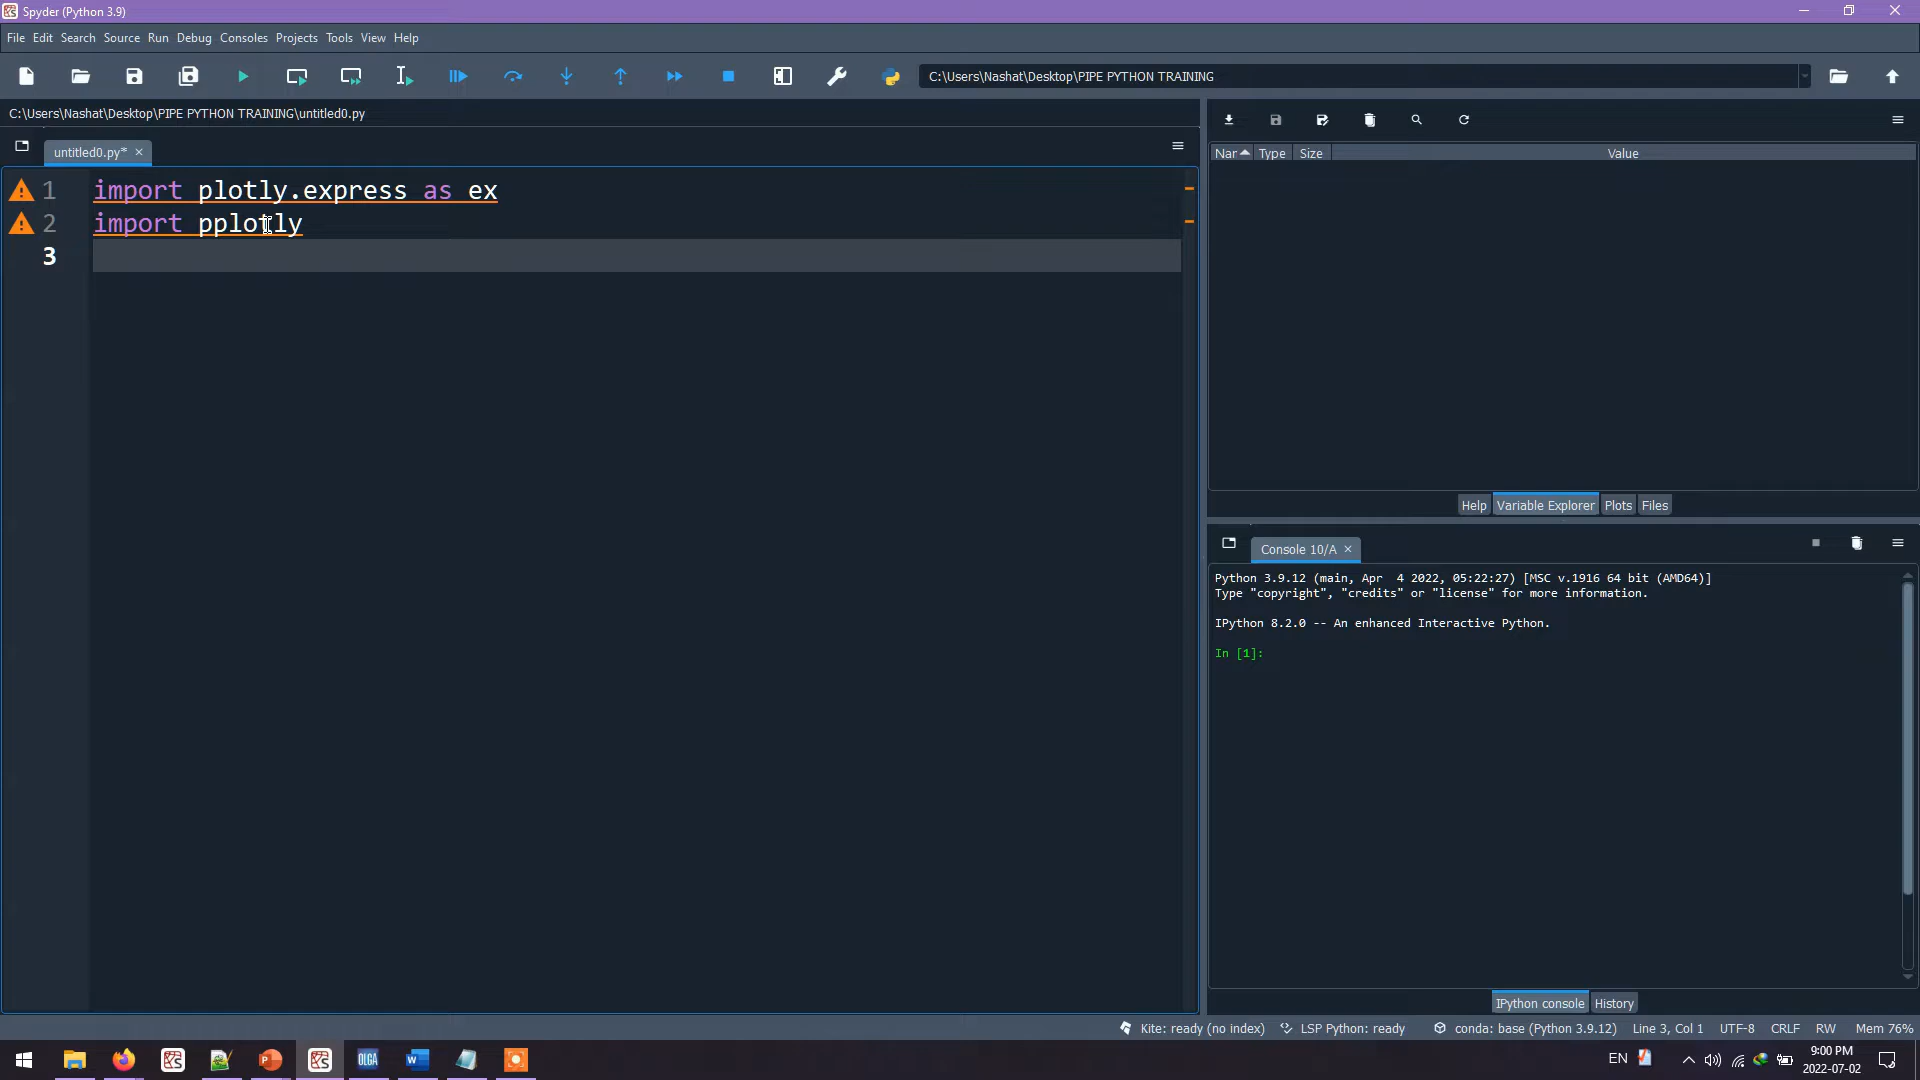 Spyder (Python 3.9)
File Edit Search Source Run Debug Consoles Projects Tools View Help
C:\Users\Nashat\Desktop\PIPE PYTHON TRAINING
C:\Users\Nashat\Desktop\PIPE PYTHON TRAINING\untitled0.py
untitled0.py*
1 import plotly.express as ex
2 import pplotly
3
Nar Type Size Value
Help Variable Explorer Plots Files
Console 10/A
Python 3.9.12 (main, Apr  4 2022, 05:22:27) [MSC v.1916 64 bit (AMD64)]
Type "copyright", "credits" or "license" for more information.
IPython 8.2.0 -- An enhanced Interactive Python.
In [1]:
IPython console History
Kite: ready (no index) LSP Python: ready conda: base (Python 3.9.12) Line 3, Col 1 UTF-8 CRLF RW Mem 76%
OLGA
EN
9:00 PM
2022-07-02